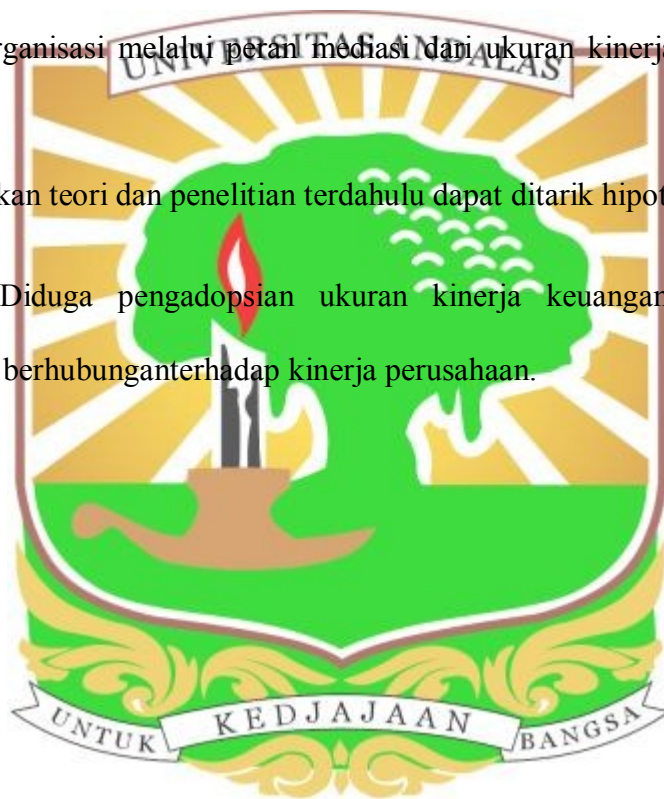 rganisasi melalui peran mediasi dari ukuran kinerja
UNIVERSITAS ANDALAS
kan teori dan penelitian terdahulu dapat ditarik hipot
Diduga pengadopsian ukuran kinerja keuangan
berhubunganterhadap kinerja perusahaan.
UNTUK KEDJAJAAN BANGSA